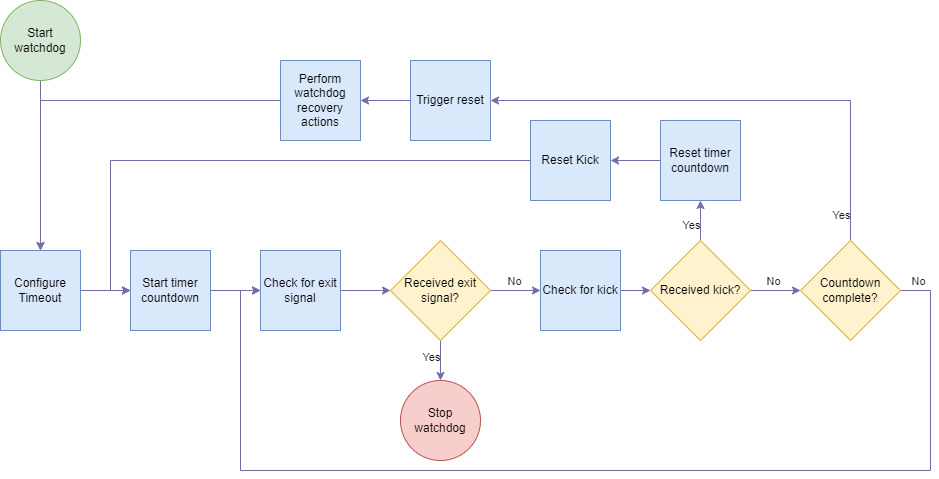 Start
watchdog
Perform
watchdog
recovery
actions
Trigger reset
Reset Kick
Reset timer
countdown
Yes
Yes
Configure
Timeout
Start timer
countdown
Check for exit
signal
Received exit
signal?
No
Check for kick
Received kick?
No
Countdown
complete?
No
Yes
Stop
watchdog